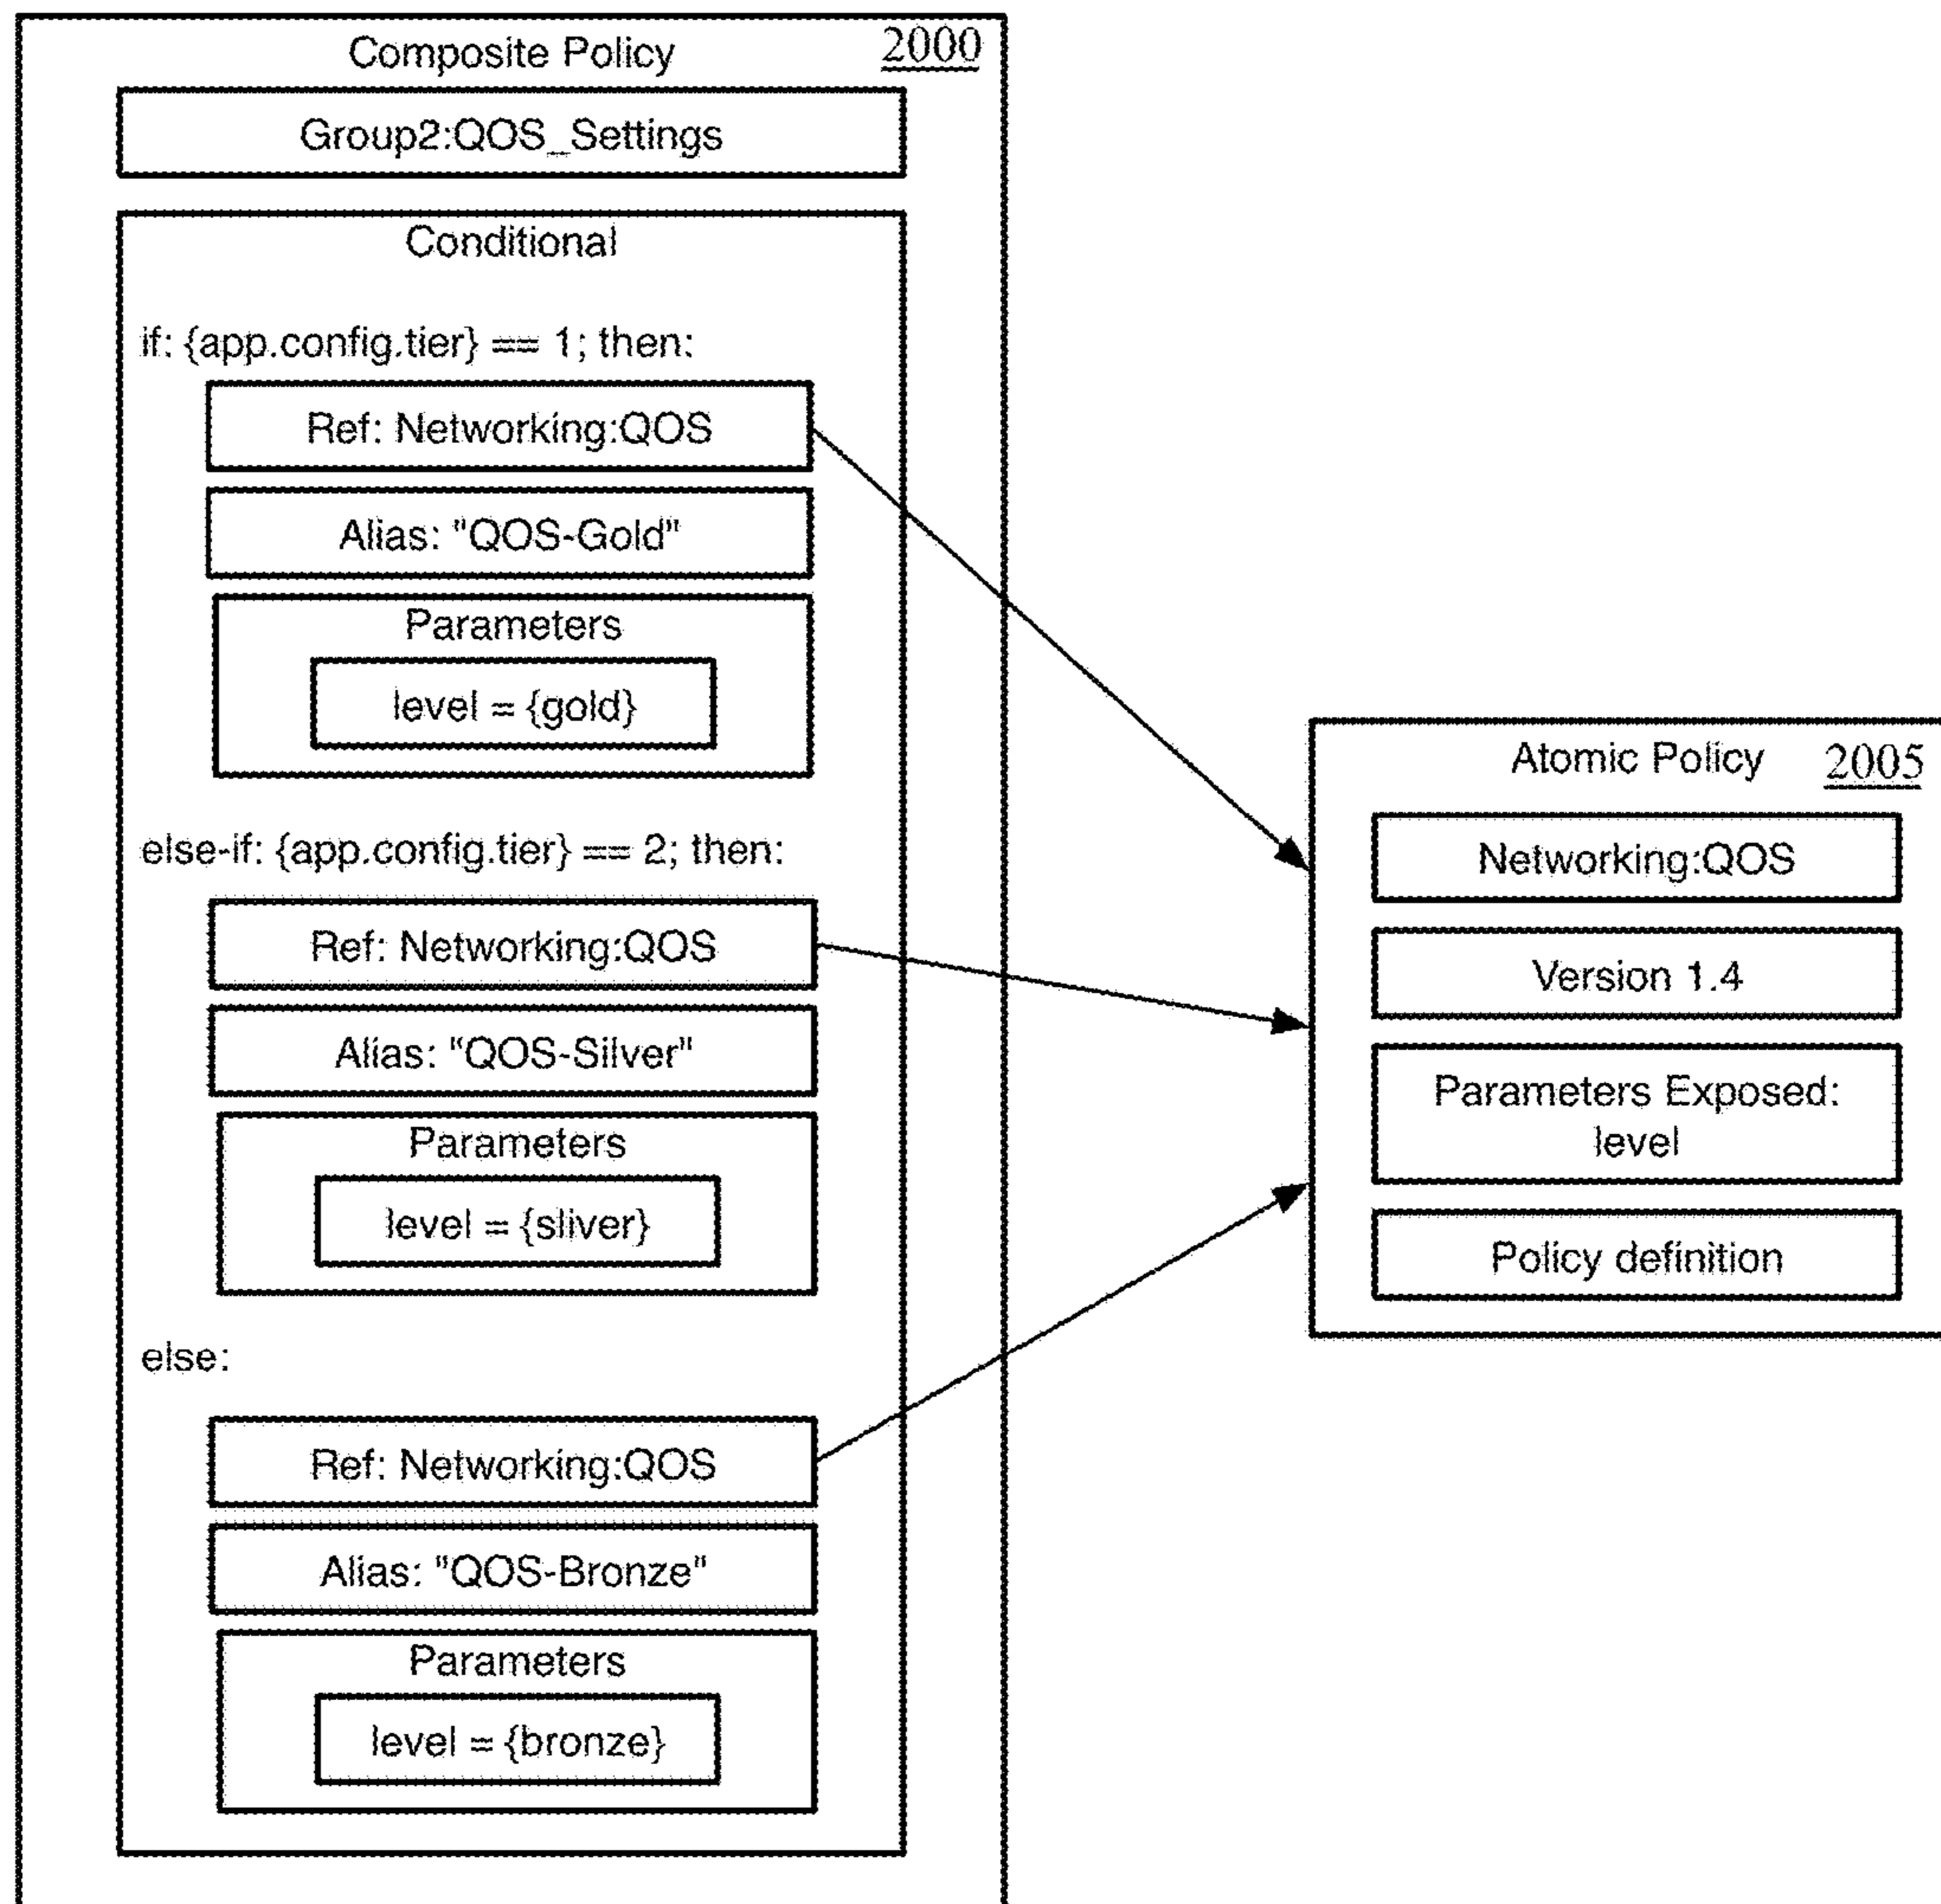 Composite Policy 2000
Group2:QOS_Settings
Conditional
if: {app.config.tier} == 1; then:
Ref: Networking:QOS
Alias: "QOS-Gold"
Parameters
level = {gold}
else-if: {app.config.tier} == 2; then:
Ref: Networking:QOS
Alias: "QOS-Silver"
Parameters
level = {sliver}
else:
Ref: Networking:QOS
Alias: "QOS-Bronze"
Parameters
level = {bronze}
Atomic Policy 2005
Networking:QOS
Version 1.4
Parameters Exposed:
level
Policy definition